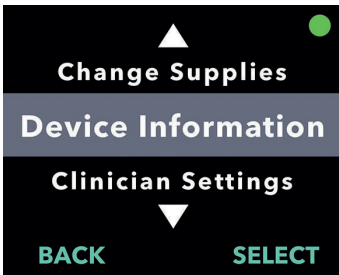 Change Supplies
Device Information
Clinician Settings
BACK SELECT